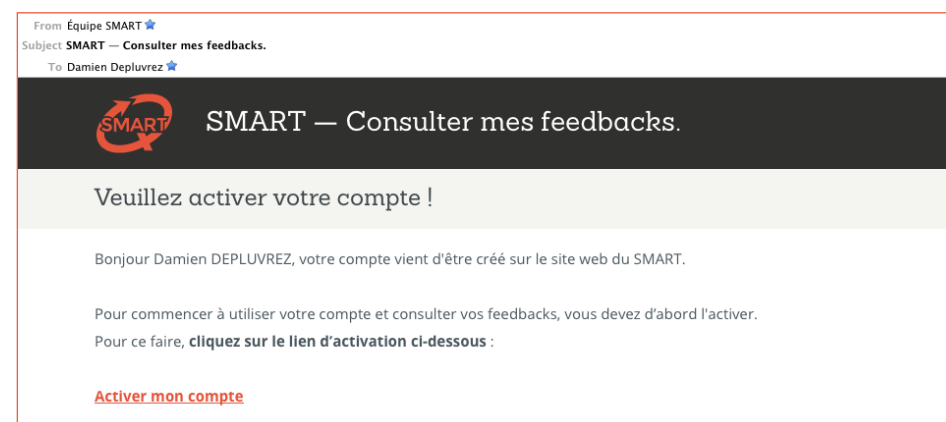 From Équipe SMART
Subject SMART — Consulter mes feedbacks.
To Damien Depluvrez
SMART
SMART — Consulter mes feedbacks.
Veuillez activer votre compte !
Bonjour Damien DEPLUVREZ, votre compte vient d'être créé sur le site web du SMART.
Pour commencer à utiliser votre compte et consulter vos feedbacks, vous devez d’abord l'activer.
Pour ce faire, cliquez sur le lien d’activation ci-dessous :
Activer mon compte